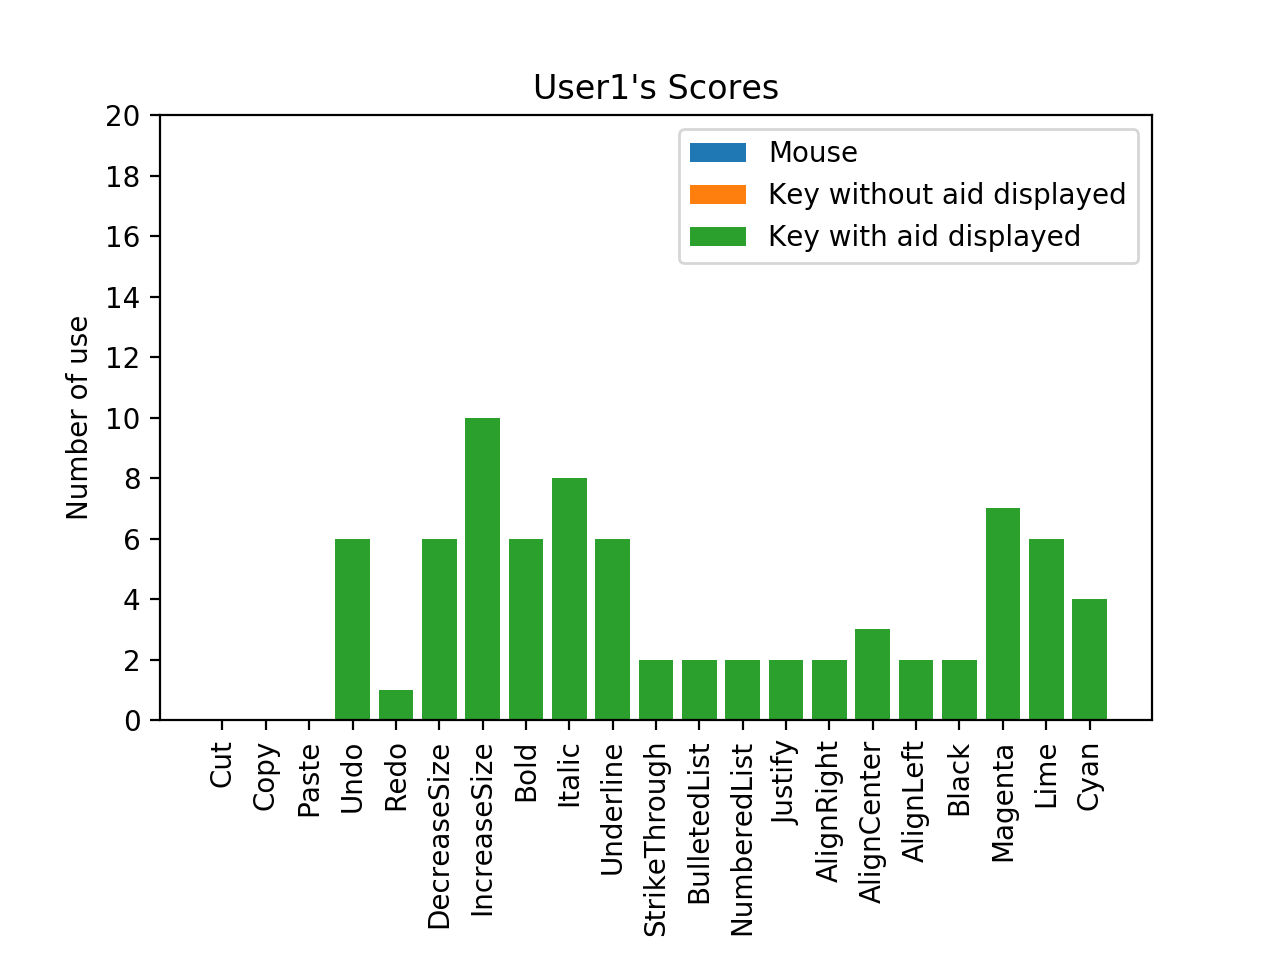 User1's Scores
Mouse
Key without aid displayed
Key with aid displayed
Number of use
20
18
16
14
12
10
8
6
4
2
0
Cut
Copy
Paste
Undo
Redo
DecreaseSize
IncreaseSize
Bold
Italic
Underline
StrikeThrough
BulletedList
NumberedList
Justify
AlignRight
AlignCenter
AlignLeft
Black
Magenta
Lime
Cyan